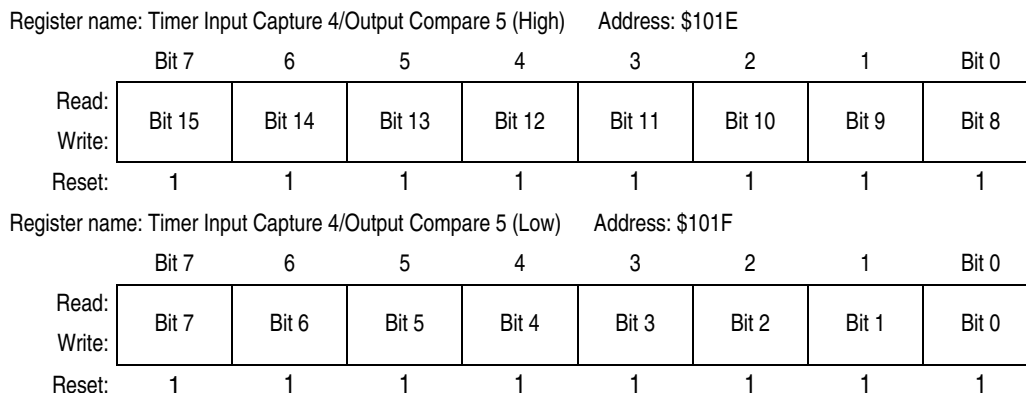 Register name: Timer Input Capture 4/Output Compare 5 (High) Address: $101E
Bit 7 6 5 4 3 2 1 Bit 0
Read:
Bit 15 Bit 14 Bit 13 Bit 12 Bit 11 Bit 10 Bit 9 Bit 8
Write:
Reset: 1 1 1 1 1 1 1 1
Register name: Timer Input Capture 4/Output Compare 5 (Low) Address: $101F
Bit 7 6 5 4 3 2 1 Bit 0
Read:
Bit 7 Bit 6 Bit 5 Bit 4 Bit 3 Bit 2 Bit 1 Bit 0
Write:
Reset: 1 1 1 1 1 1 1 1